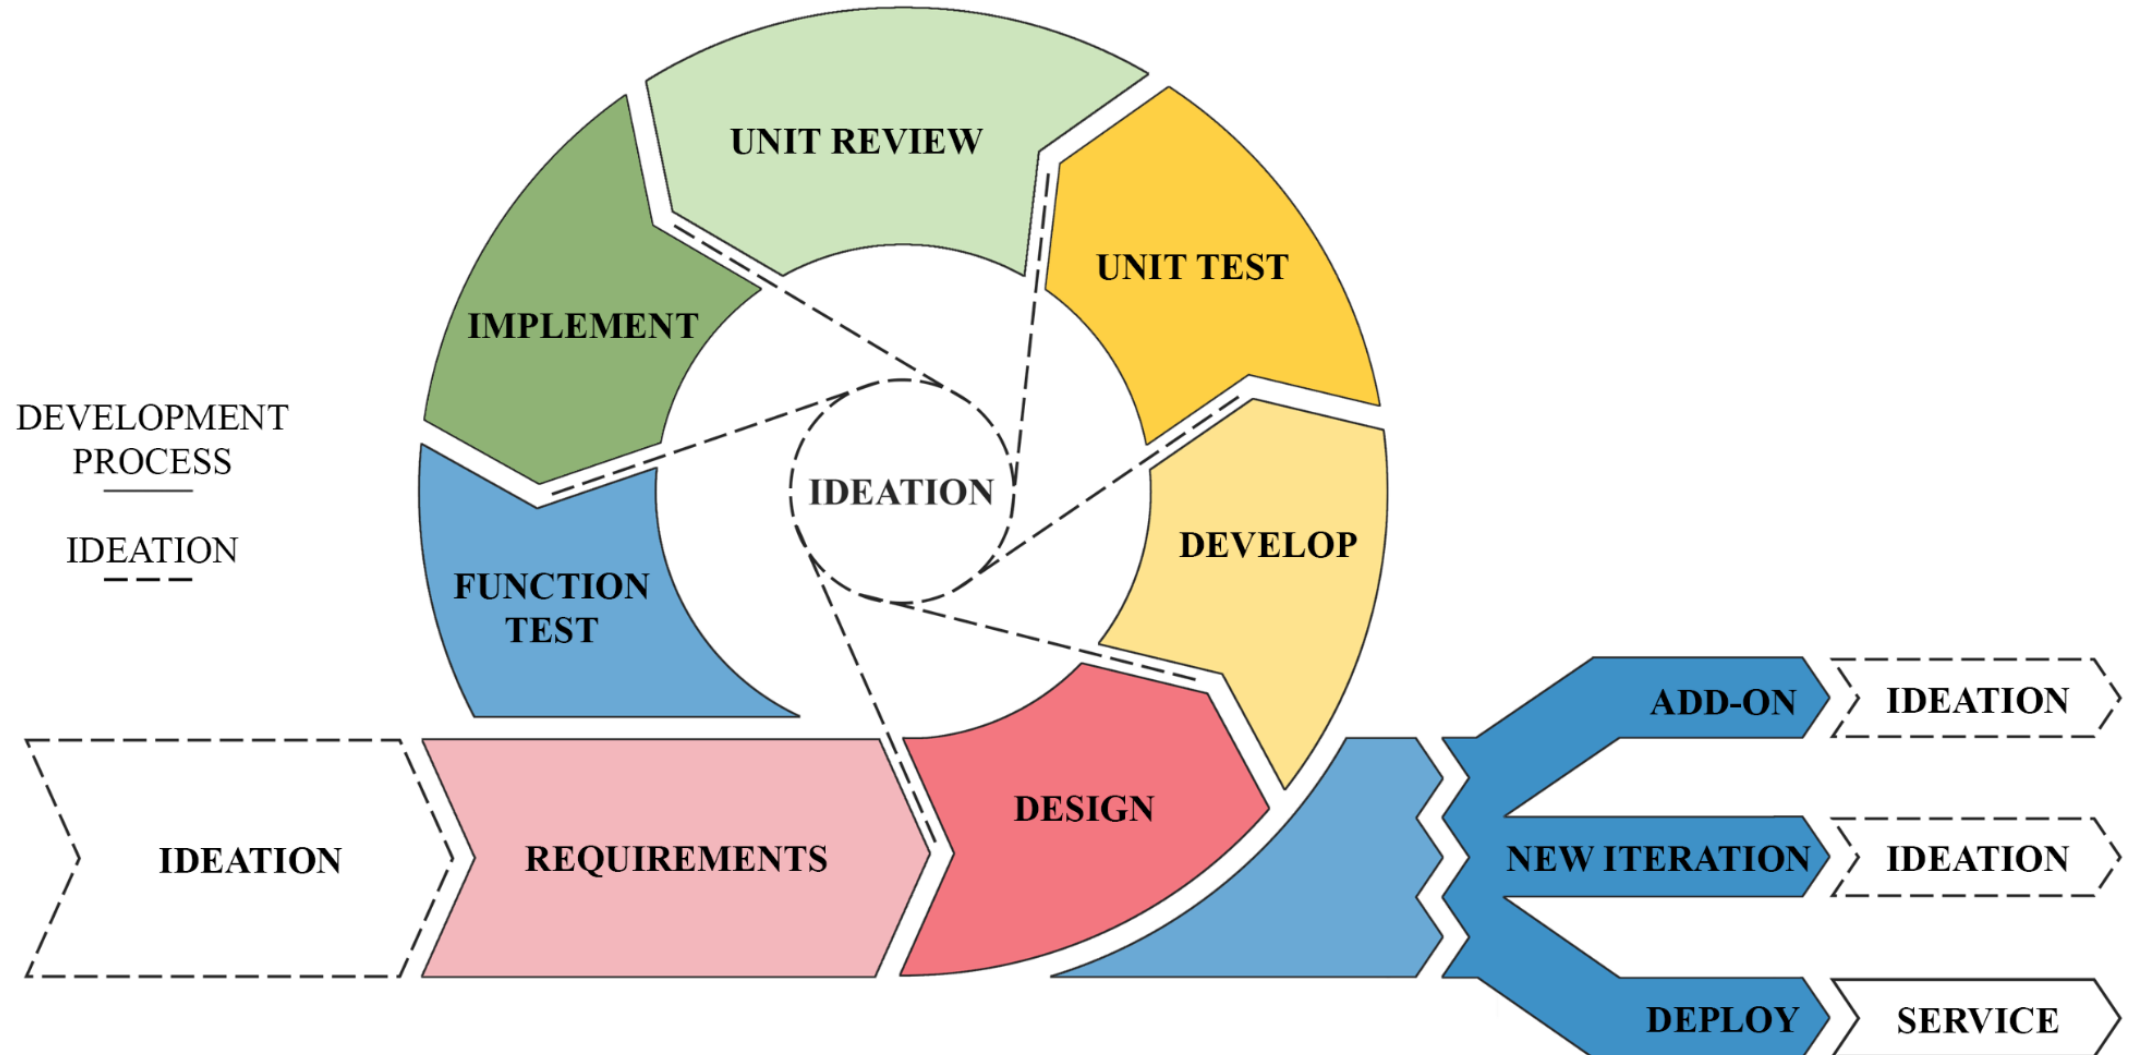 UNIT REVIEW
UNIT TEST
IMPLEMENT
DEVELOPMENT
PROCESS
IDEATION
IDEATION
DEVELOP
FUNCTION
TEST
ADD-ON
IDEATION
DESIGN
IDEATION
REQUIREMENTS
NEW ITERATION
IDEATION
DEPLOY
SERVICE